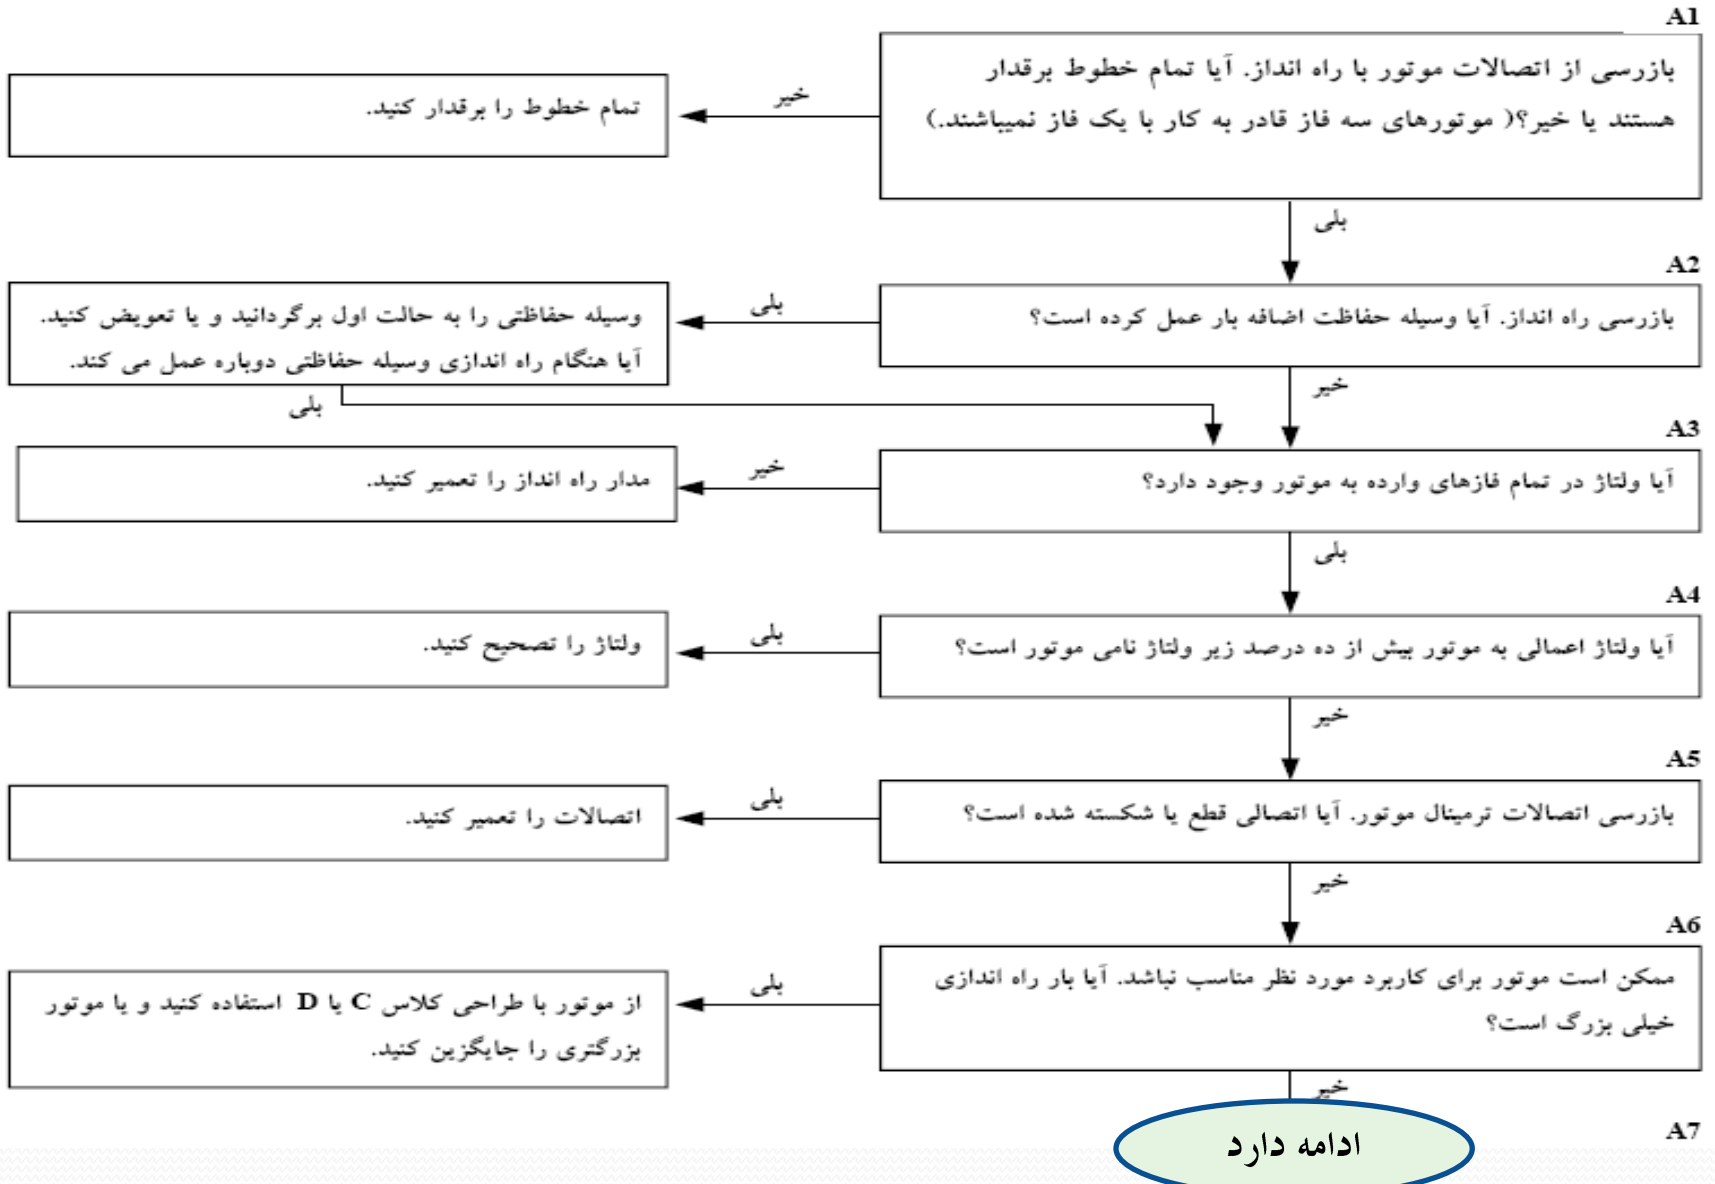 A1
بازرسی از اتصالات موتور با راه انداز. آیا تمام خطوط برقدار
هستند یا خیر؟( موتورهای سه فاز قادر به کار با یک فاز نمیباشند.)
خیر
تمام خطوط را برقدار کنید.
بلی
A2
بازرسی راه انداز. آیا وسیله حفاظت اضافه بار عمل کرده است؟
بلی
وسیله حفاظتی را به حالت اول برگردانید و یا تعویض کنید.
آیا هنگام راه اندازی وسیله حفاظتی دوباره عمل می کند.
خیر
بلی
A3
آیا ولتاژ در تمام فازهای وارده به موتور وجود دارد؟
خیر
مدار راه انداز را تعمیر کنید.
بلی
A4
آیا ولتاژ اعمالی به موتور بیش از ده درصد زیر ولتاژ نامی موتور است؟
بلی
ولتاژ را تصحیح کنید.
خیر
A5
بازرسی اتصالات ترمینال موتور. آیا اتصالی قطع یا شکسته شده است؟
بلی
اتصالات را تعمیر کنید.
خیر
A6
ممکن است موتور برای کاربرد مورد نظر مناسب نباشد. آیا بار راه اندازی
خیلی بزرگ است؟
بلی
از موتور با طراحی کلاس C یا D استفاده کنید و یا موتور
بزرگتری را جایگزین کنید.
خیر
A7
ادامه دارد